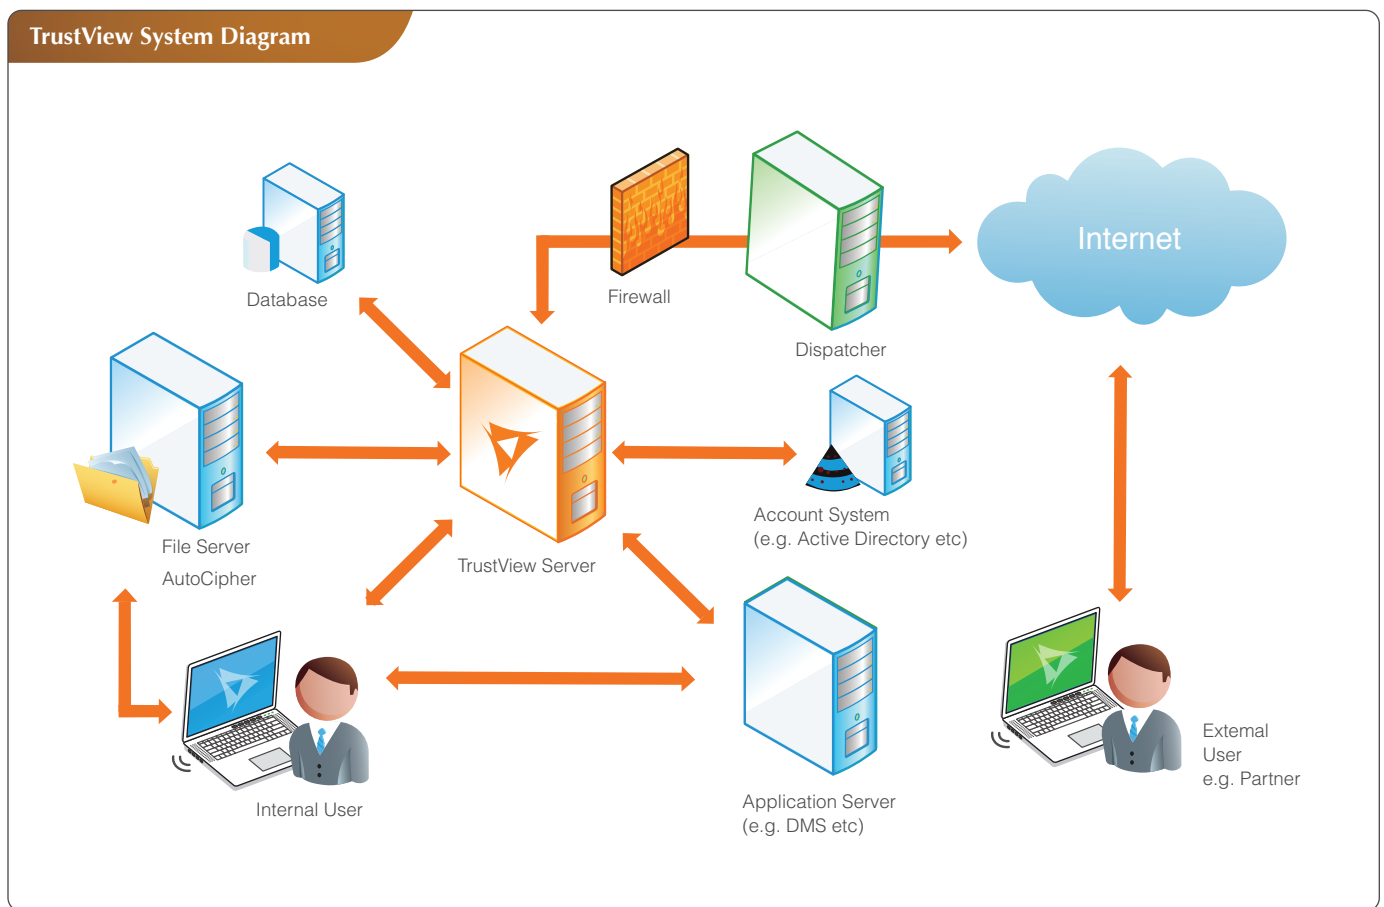 TrustView System Diagram
Internet
Database
Firewall
Dispatcher
File Server
AutoCipher
TrustView Server
Account System
(e.g. Active Directory etc)
Internal User
Application Server
(e.g. DMS etc)
External
User
e.g. Partner